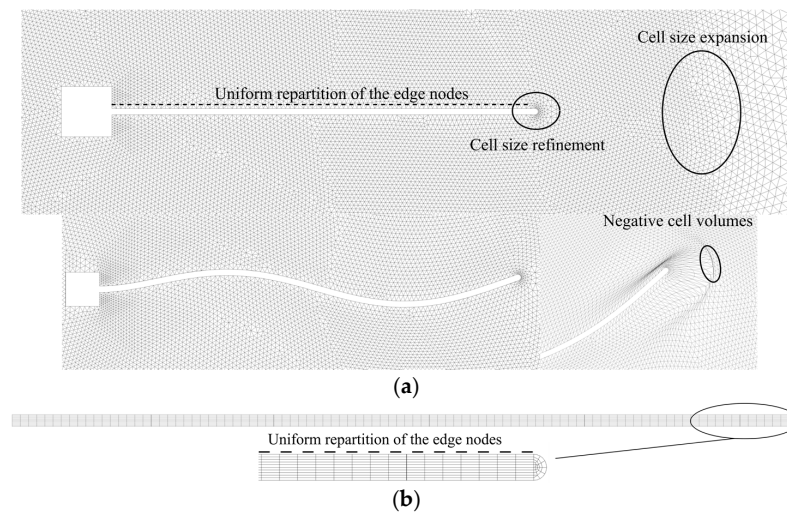 Cell size expansion
Uniform repartition of the edge nodes
Cell size refinement
Negative cell volumes
(a)
Uniform repartition of the edge nodes
(b)